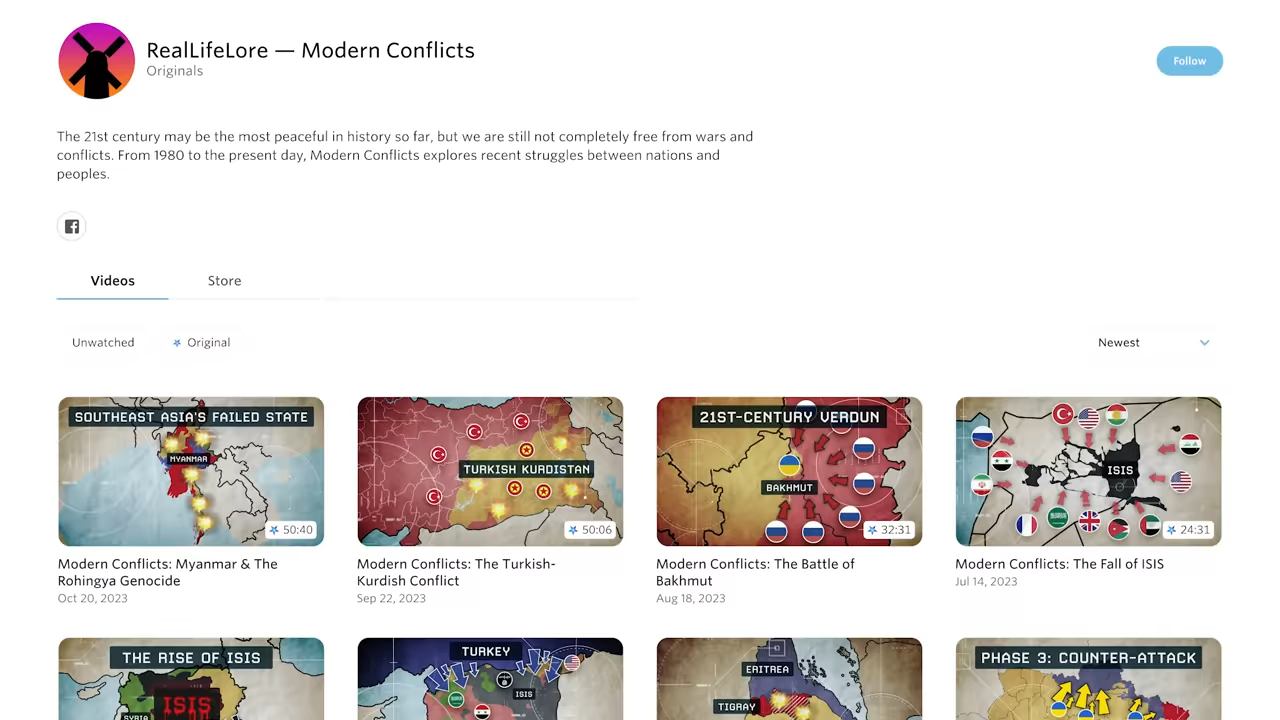 RealLifeLore — Modern Conflicts
Originals
Follow
The 21st century may be the most peaceful in history so far, but we are still not completely free from wars and
conflicts. From 1980 to the present day, Modern Conflicts explores recent struggles between nations and
peoples.
Videos
Store
Unwatched
Original
Newest
SOUTHEAST ASIA'S FAILED STATE
MYANMAR
50:40
TURKISH KURDISTAN
50:06
21ST-CENTURY VERDUN
BAKHMUT
32:31
ISIS
24:31
Modern Conflicts: Myanmar & The
Rohingya Genocide
Oct 20, 2023
Modern Conflicts: The Turkish-
Kurdish Conflict
Sep 22, 2023
Modern Conflicts: The Battle of
Bakhmut
Aug 18, 2023
Modern Conflicts: The Fall of ISIS
Jul 14, 2023
THE RISE OF ISIS
ISIS
SYRIA
TURKEY
ISIS
ERITREA
TIGRAY
PHASE 3: COUNTER-ATTACK